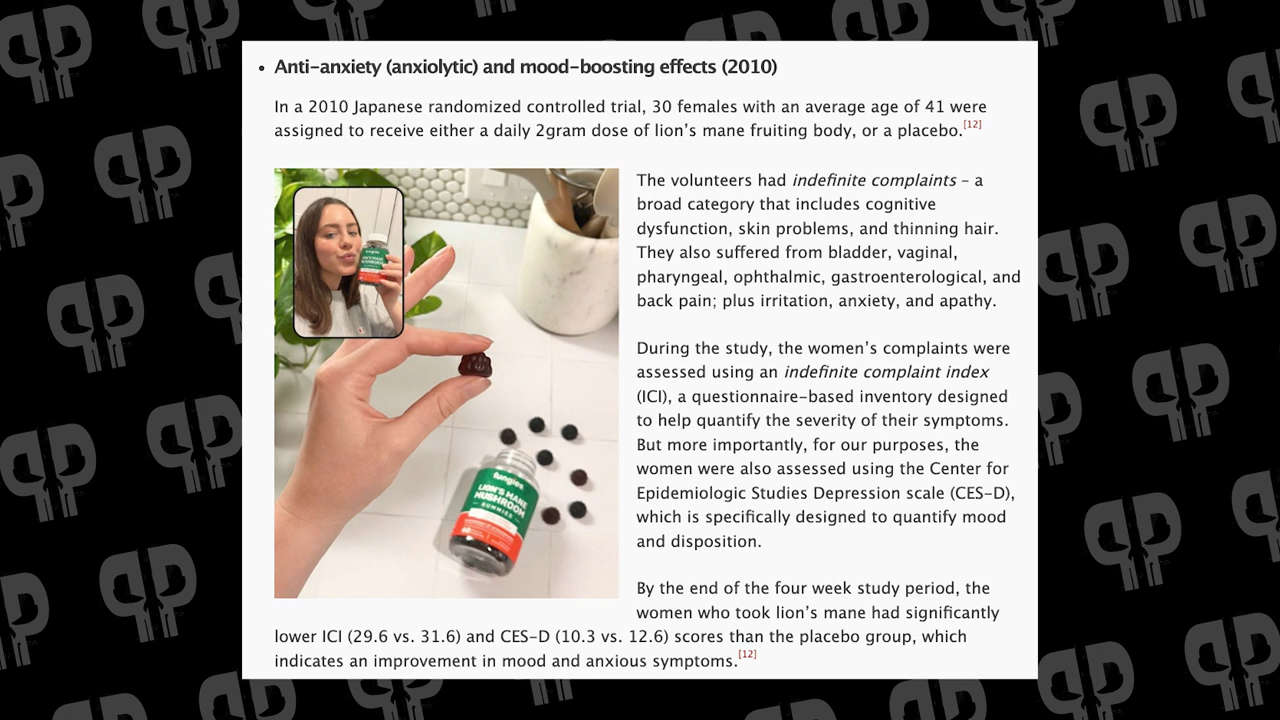 • Anti-anxiety (anxiolytic) and mood-boosting effects (2010)
In a 2010 Japanese randomized controlled trial, 30 females with an average age of 41 were
assigned to receive either a daily 2gram dose of lion's mane fruiting body, or a placebo.[12]
The volunteers had indefinite complaints – a
broad category that includes cognitive
dysfunction, skin problems, and thinning hair.
They also suffered from bladder, vaginal,
pharyngeal, ophthalmic, gastroenterological, and
back pain; plus irritation, anxiety, and apathy.
During the study, the women's complaints were
assessed using an indefinite complaint index
(ICI), a questionnaire-based inventory designed
to help quantify the severity of their symptoms.
But more importantly, for our purposes, the
women were also assessed using the Center for
Epidemiologic Studies Depression scale (CES-D),
which is specifically designed to quantify mood
and disposition.
By the end of the four week study period, the
women who took lion's mane had significantly
lower ICI (29.6 vs. 31.6) and CES-D (10.3 vs. 12.6) scores than the placebo group, which
indicates an improvement in mood and anxious symptoms.[12]
fungies
LION'S MANE
MUSHROOM
GUMMIES
fungies
LION'S MANE
MUSHROOM